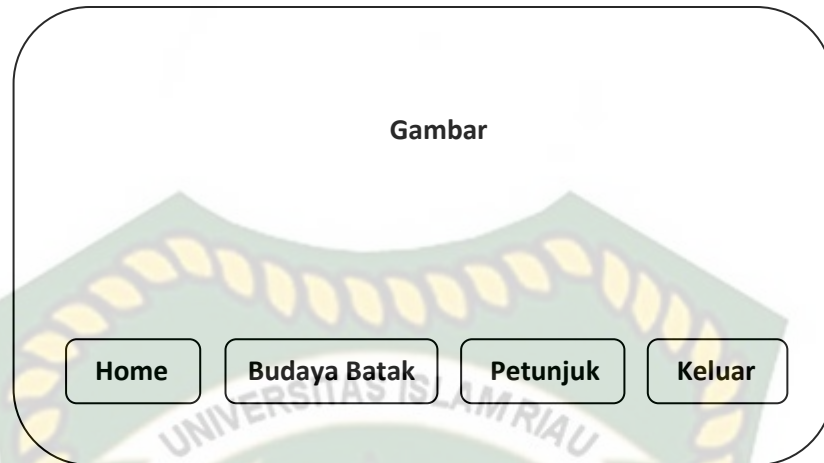 Gambar
Home
Budaya Batak
Petunjuk
Keluar
UNIVERSITAS ISLAM RIAU